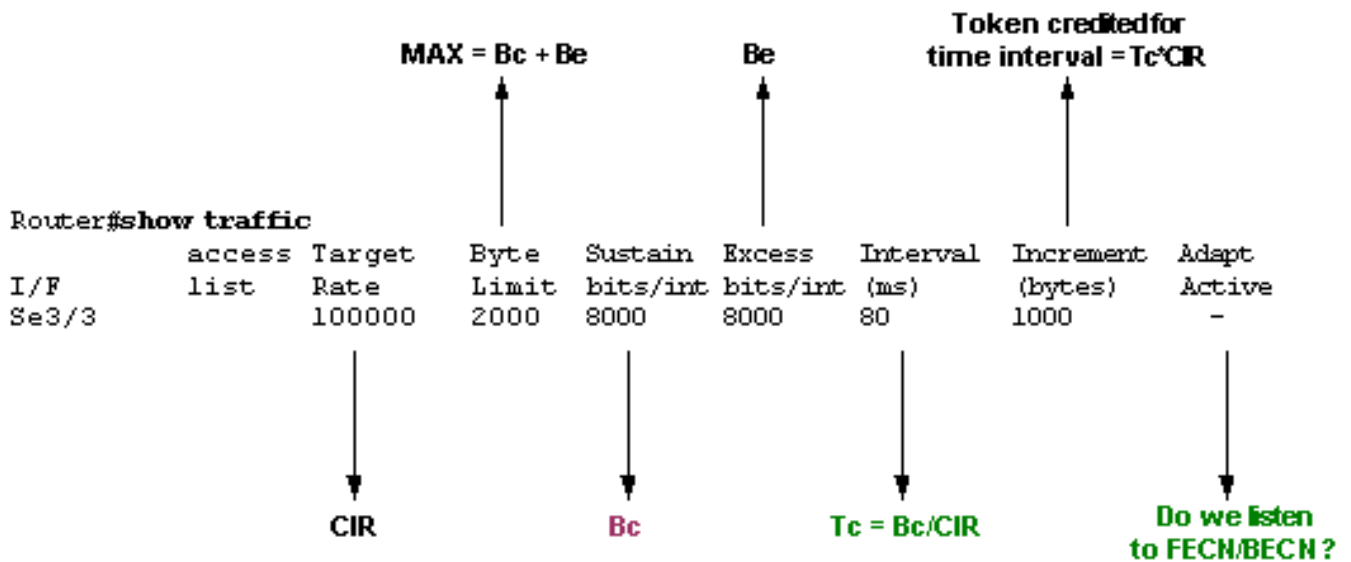 Token credited for
MAX = Bc + Be Be time interval = Tc*CIR
Router#show traffic
access Target Byte Sustain Excess Interval Increment Adapt
I/F list Rate Limit bits/int bits/int (ms) (bytes) Active
Se3/3 100000 2000 8000 8000 80 1000 -
CIR Bc Tc = Bc/CIR Do we listen
to FECN/BECN ?